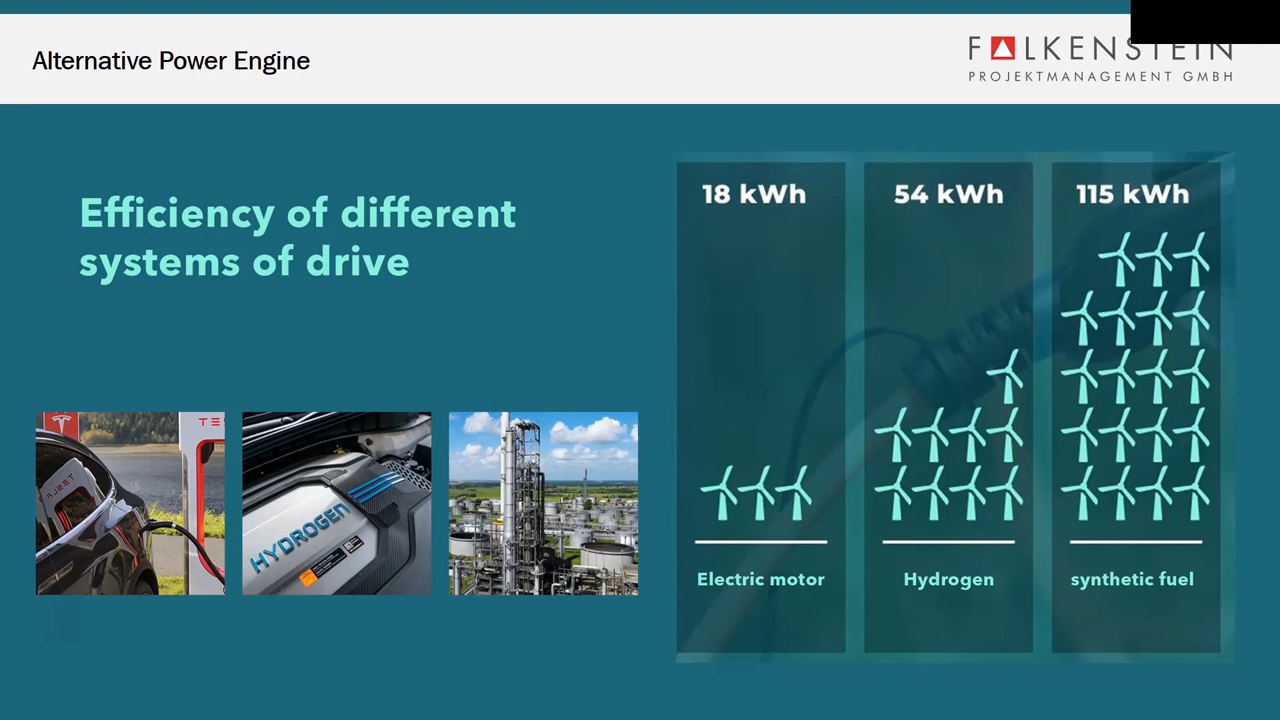 Alternative Power Engine
FALKENSTEIN
PROJEKTMANAGEMENT GMBH
Efficiency of different
systems of drive
18 kWh
54 kWh
115 kWh
Electric motor
Hydrogen
synthetic fuel
TESLA
HYDROGEN